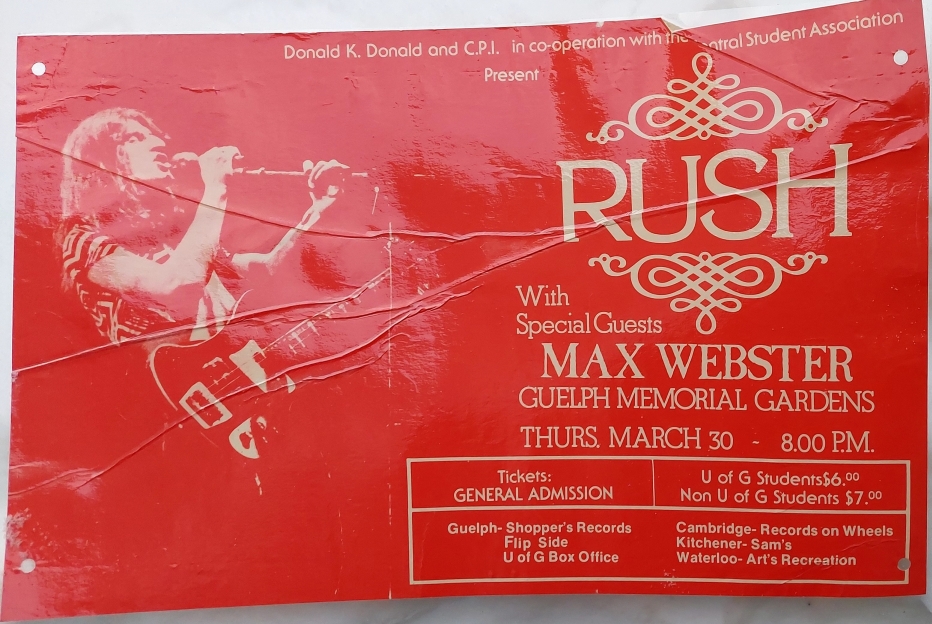 Donald K. Donald and C.P.I. in co-operation with the Student Association
Present
RUSH
With
Special Guests
MAX WEBSTER
GUELPH MEMORIAL GARDENS
THURS. MARCH 30 - 8.00 P.M.
Tickets:
GENERAL ADMISSION
U of G Students $6.00
Non U of G Students $7.00
Guelph- Shopper's Records
Flip Side
U of G Box Office
Cambridge- Records on Wheels
Kitchener- Sam's
Waterloo- Art's Recreation